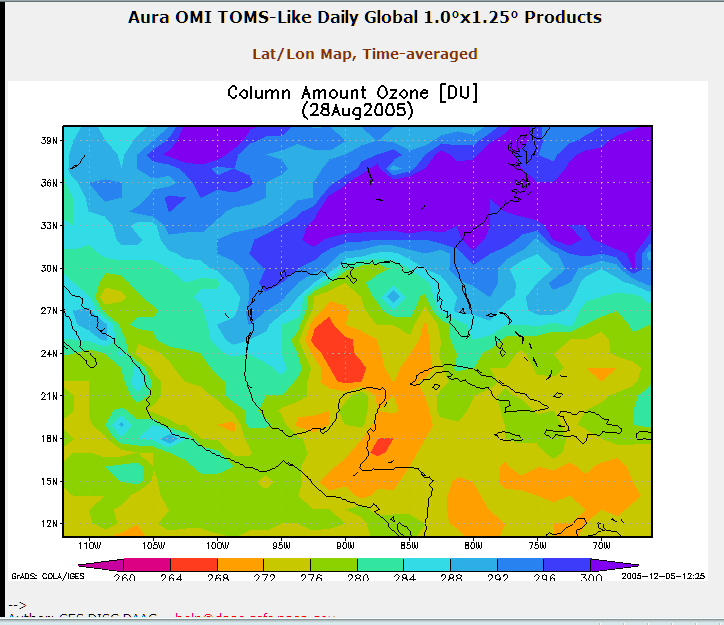 Aura OMI TOMS-Like Daily Global 1.0°x1.25° Products
Lat/Lon Map, Time-averaged
Column Amount Ozone [DU]
(28Aug2005)
39N
36N
33N
30N
27N
24N
21N
18N
15N
12N
110W 105W 100W 95W 90W 85W 80W 75W 70W
260 264 268 272 276 280 284 288 292 296 300
GrADS: COLA/IGES 2005-12-05-12:25
-->